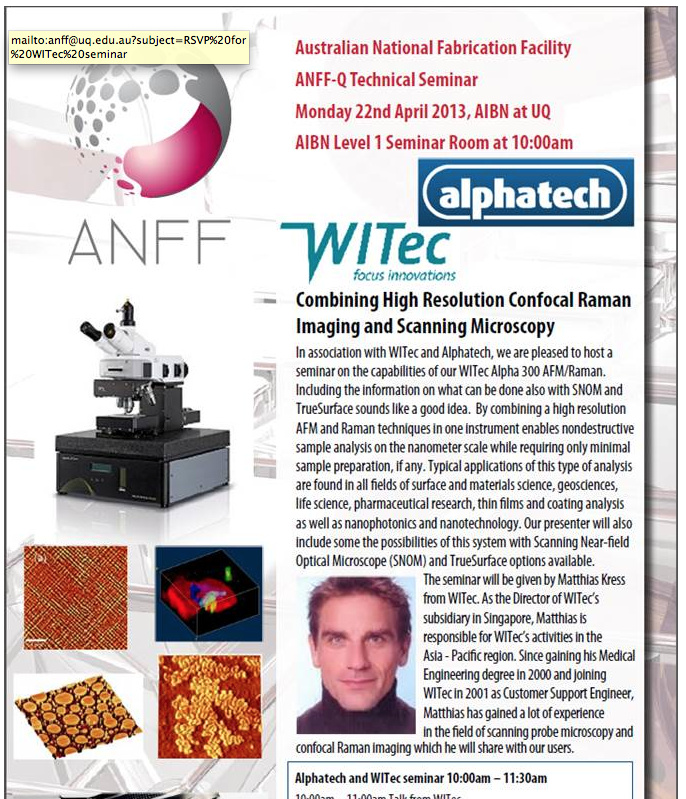 mailto:anff@uq.edu.au?subject=RSVP%20for
%20WITec%20seminar
ANFF
Australian National Fabrication Facility
ANFF-Q Technical Seminar
Monday 22nd April 2013, AIBN at UQ
AIBN Level 1 Seminar Room at 10:00am
alphatech
WITec
focus innovations
Combining High Resolution Confocal Raman
Imaging and Scanning Microscopy
In association with WITec and Alphatech, we are pleased to host a
seminar on the capabilities of our WITec Alpha 300 AFM/Raman.
Including the information on what can be done also with SNOM and
TrueSurface sounds like a good idea. By combining a high resolution
AFM and Raman techniques in one instrument enables nondestructive
sample analysis on the nanometer scale while requiring only minimal
sample preparation, if any. Typical applications of this type of analysis
are found in all fields of surface and materials science, geosciences,
life science, pharmaceutical research, thin films and coating analysis
as well as nanophotonics and nanotechnology. Our presenter will also
include some the possibilities of this system with Scanning Near-field
Optical Microscope (SNOM) and TrueSurface options available.
The seminar will be given by Matthias Kress
from WITec. As the Director of WITec's
subsidiary in Singapore, Matthias is
responsible for WITec's activities in the
Asia - Pacific region. Since gaining his Medical
Engineering degree in 2000 and joining
WITec in 2001 as Customer Support Engineer,
Matthias has gained a lot of experience
in the field of scanning probe microscopy and
confocal Raman imaging which he will share with our users.
Alphatech and WITec seminar 10:00am – 11:30am
10:00am – 11:00am Talk from WITec